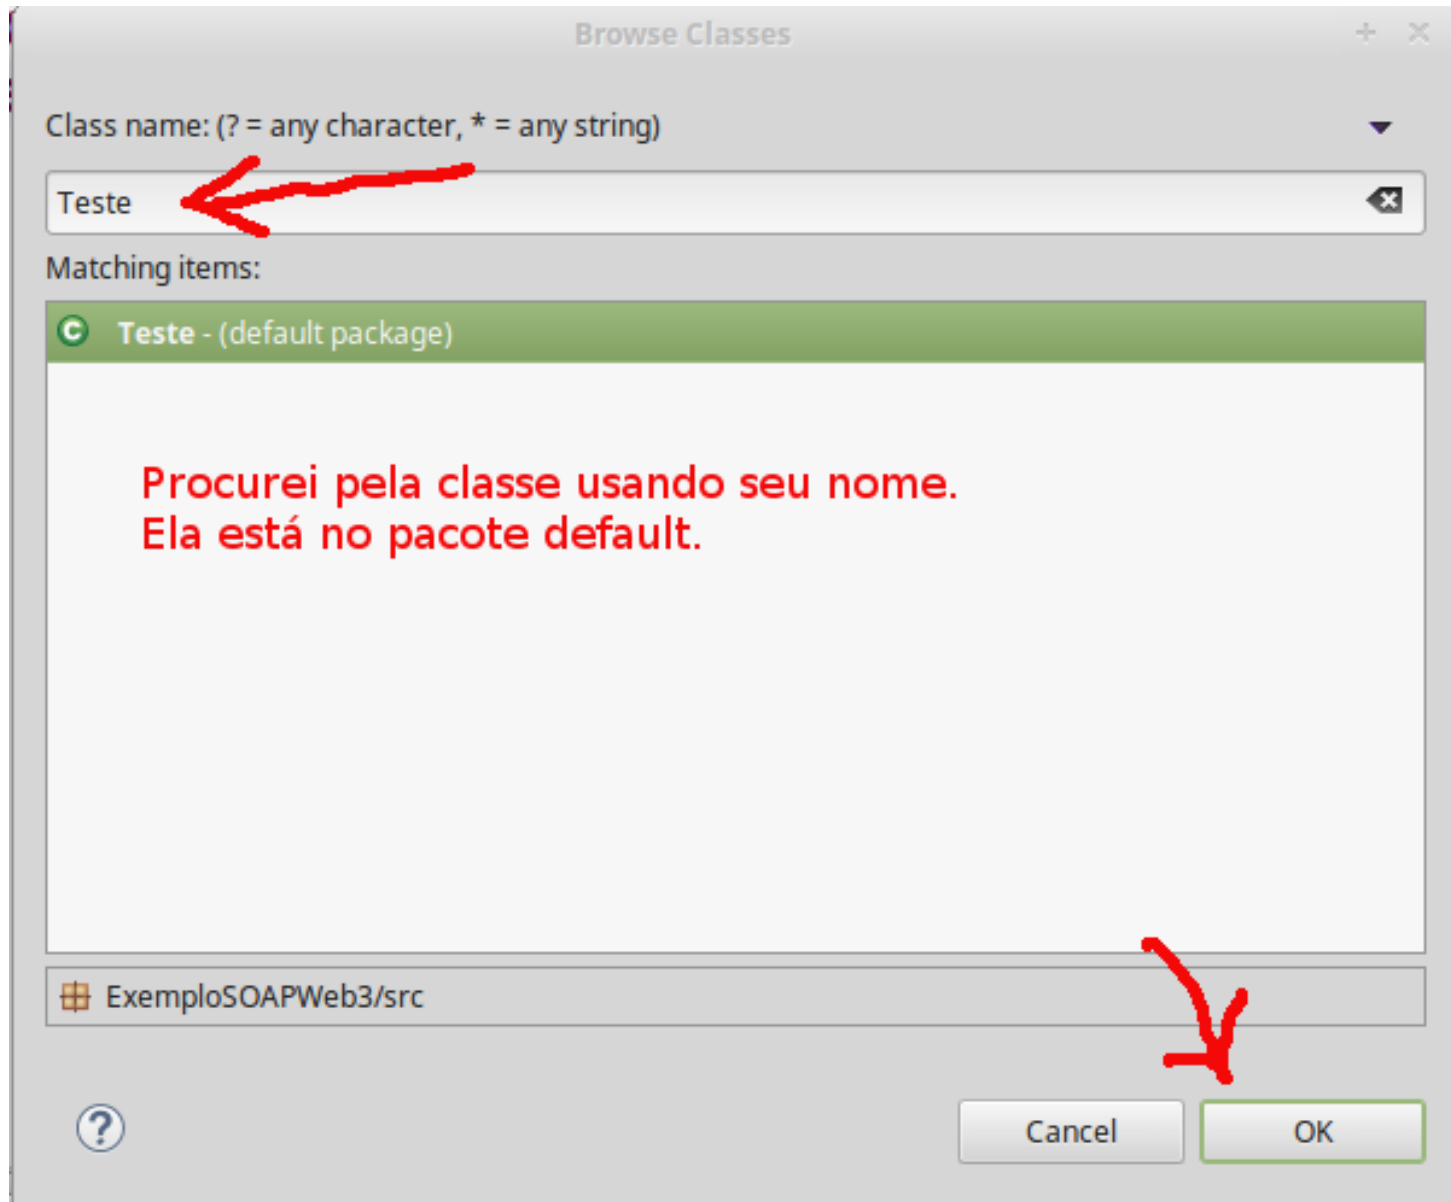 Browse Classes
Class name: (? = any character, * = any string)
Teste
Matching items:
Teste - (default package)
Procurei pela classe usando seu nome.
Ela está no pacote default.
ExemploSOAPWeb3/src
Cancel
OK